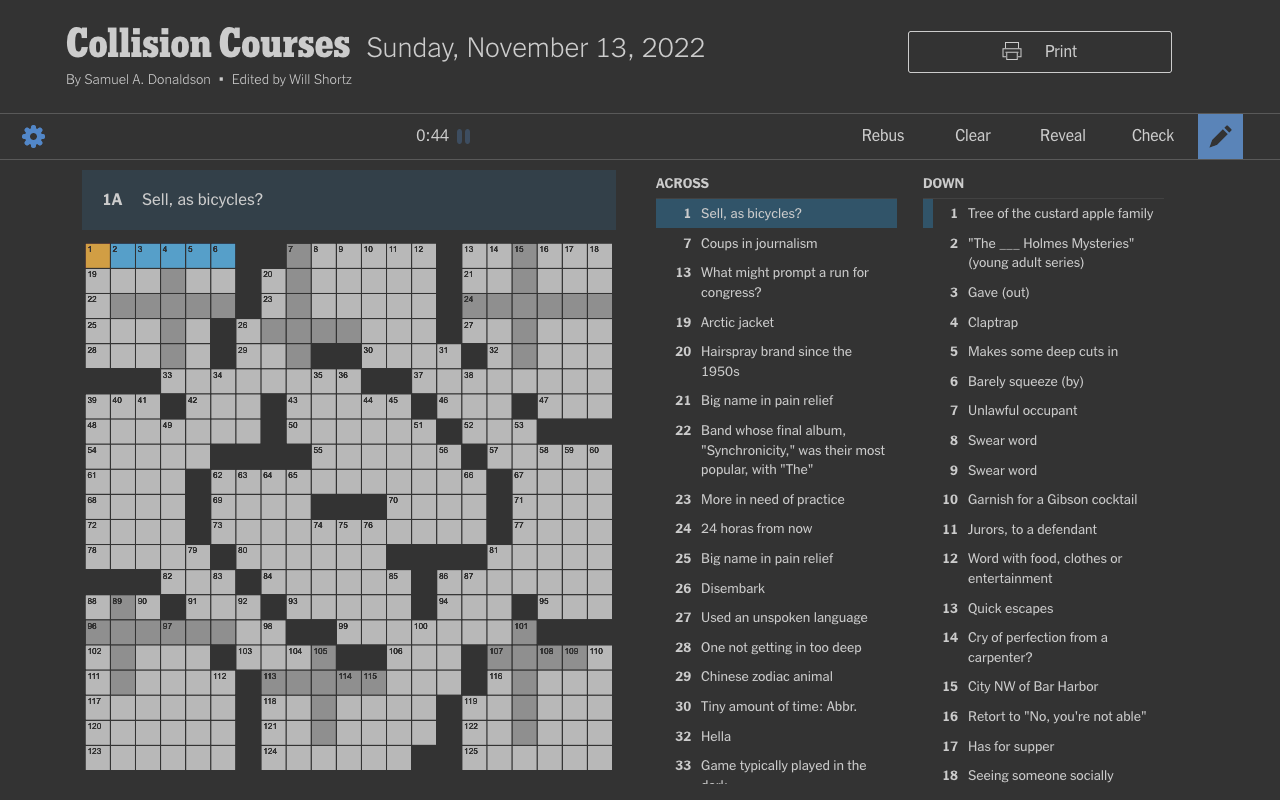 Collision Courses Sunday, November 13, 2022
Print
By Samuel A. Donaldson • Edited by Will Shortz
0:44
Rebus Clear Reveal Check
1A Sell, as bicycles?
1 2 3 4 5 6 7 8 9 10 11 12 13 14 15 16 17 18
19 20 21
22 23 24
25 26 27
28 29 30 31 32
33 34 35 36 37 38
39 40 41 42 43 44 45 46 47
48 49 50 51 52 53
54 55 56 57 58 59 60
61 62 63 64 65 66 67
68 69 70 71
72 73 74 75 76 77
78 79 80 81
82 83 84 85 86 87
88 89 90 91 92 93 94 95
96 97 98 99 100 101
102 103 104 105 106 107 108 109 110
111 112 113 114 115 116
117 118 119
120 121 122
123 124 125
ACROSS
1 Sell, as bicycles?
7 Coups in journalism
13 What might prompt a run for
congress?
19 Arctic jacket
20 Hairspray brand since the
1950s
21 Big name in pain relief
22 Band whose final album,
"Synchronicity," was their most
popular, with "The"
23 More in need of practice
24 24 horas from now
25 Big name in pain relief
26 Disembark
27 Used an unspoken language
28 One not getting in too deep
29 Chinese zodiac animal
30 Tiny amount of time: Abbr.
32 Hella
33 Game typically played in the
dark
DOWN
1 Tree of the custard apple family
2 "The ___ Holmes Mysteries"
(young adult series)
3 Gave (out)
4 Claptrap
5 Makes some deep cuts in
6 Barely squeeze (by)
7 Unlawful occupant
8 Swear word
9 Swear word
10 Garnish for a Gibson cocktail
11 Jurors, to a defendant
12 Word with food, clothes or
entertainment
13 Quick escapes
14 Cry of perfection from a
carpenter?
15 City NW of Bar Harbor
16 Retort to "No, you're not able"
17 Has for supper
18 Seeing someone socially